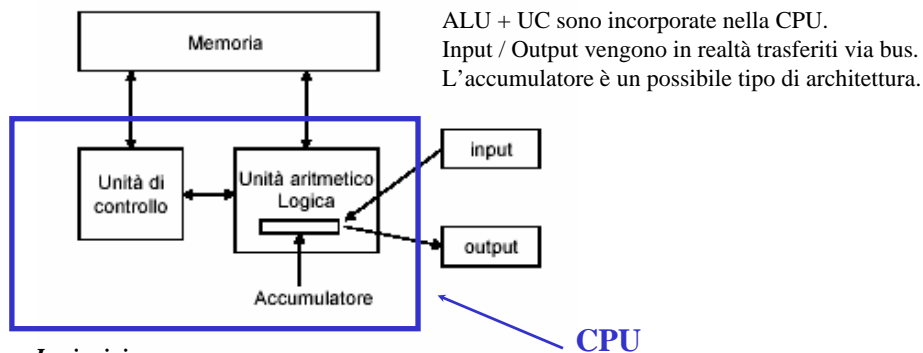 ALU + UC sono incorporate nella CPU.
Input / Output vengono in realtà trasferiti via bus.
L'accumulatore è un possibile tipo di architettura.
Memoria
Unità di
controllo
Unità aritmetico
Logica
input
output
Accumulatore
CPU